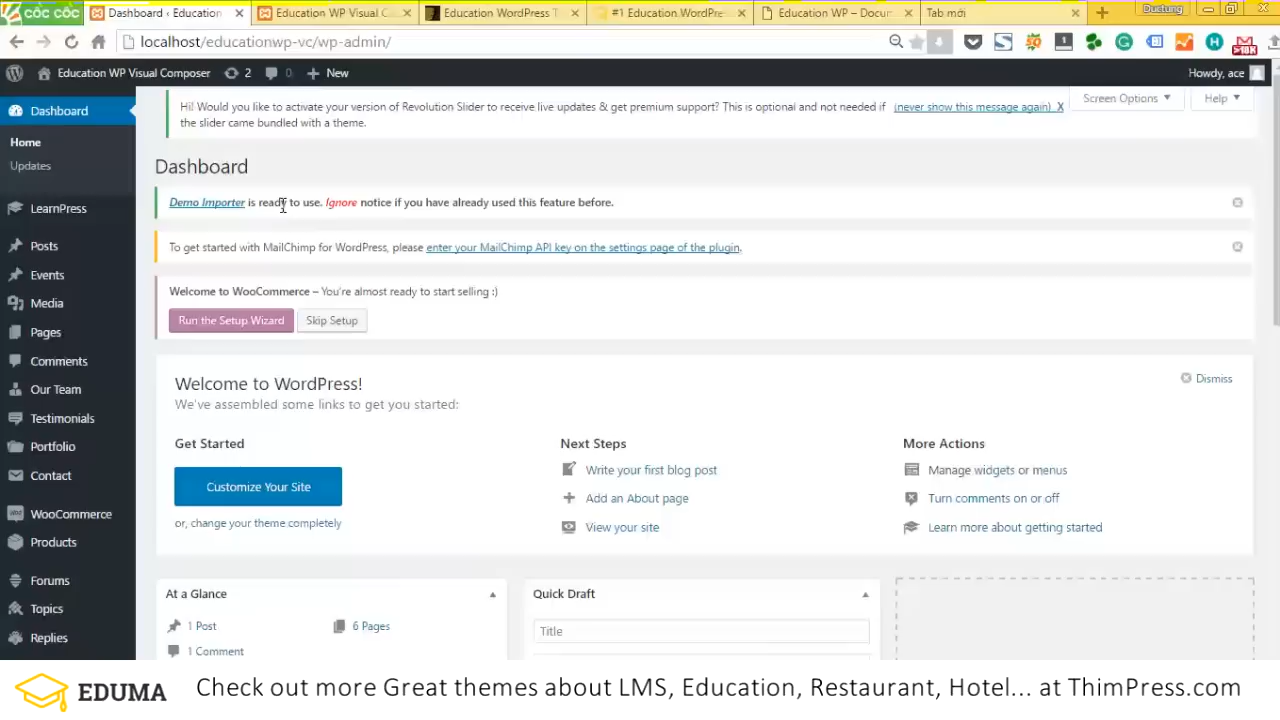 CỐC CỐC
Dashboard ‹ Education
Education WP Visual C
Education WordPress T
#1 Education WordPre
Education WP – Docum
Tab mới
Dustung
localhost/educationwp-vc/wp-admin/
Education WP Visual Composer
2
0
New
Howdy, ace
Dashboard
Home
Updates
LearnPress
Posts
Events
Media
Pages
Comments
Our Team
Testimonials
Portfolio
Contact
WooCommerce
Products
Forums
Topics
Replies
Hi! Would you like to activate your version of Revolution Slider to receive live updates & get premium support? This is optional and not needed if
the slider came bundled with a theme.
(never show this message again) X
Screen Options
Help
Dashboard
Demo Importer is ready to use. Ignore notice if you have already used this feature before.
To get started with MailChimp for WordPress, please enter your MailChimp API key on the settings page of the plugin.
Welcome to WooCommerce – You're almost ready to start selling :)
Run the Setup Wizard
Skip Setup
Welcome to WordPress!
Dismiss
We've assembled some links to get you started:
Get Started
Customize Your Site
or, change your theme completely
Next Steps
Write your first blog post
Add an About page
View your site
More Actions
Manage widgets or menus
Turn comments on or off
Learn more about getting started
At a Glance
1 Post
6 Pages
1 Comment
Quick Draft
Title
EDUMA
Check out more Great themes about LMS, Education, Restaurant, Hotel... at ThimPress.com